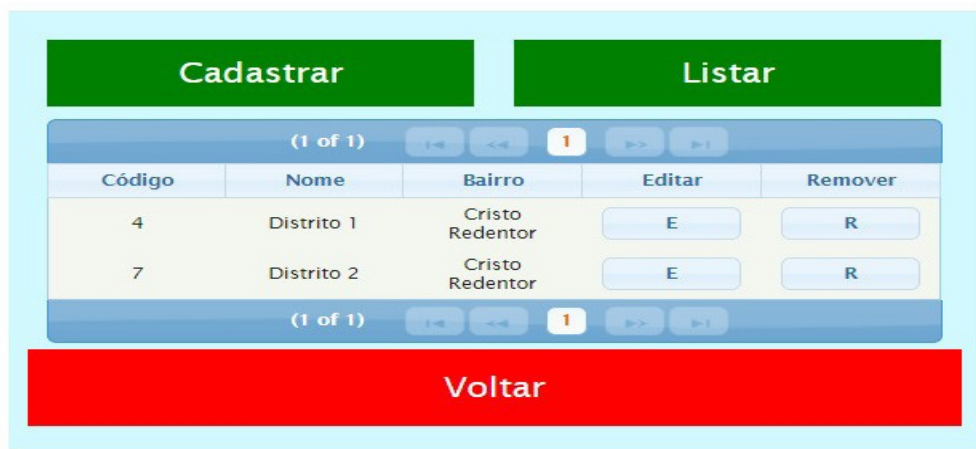 Cadastrar Listar
(1 of 1) 1
Código Nome Bairro Editar Remover
4 Distrito 1 Cristo Redentor E R
7 Distrito 2 Cristo Redentor E R
(1 of 1) 1
Voltar